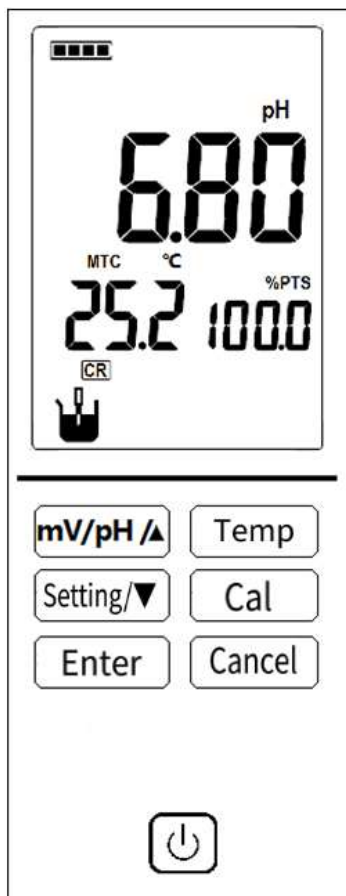 pH
6.80
MTC °C
%PTS
25.2 100.0
CR
mV/pH/▲ Temp
Setting/▼ Cal
Enter Cancel